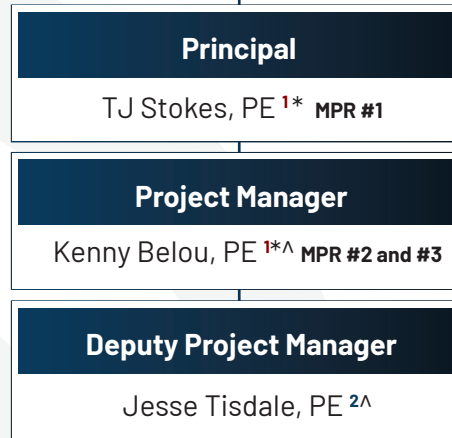 Principal
TJ Stokes, PE 1* MPR #1
Project Manager
Kenny Belou, PE 1*^ MPR #2 and #3
Deputy Project Manager
Jesse Tisdale, PE 2^